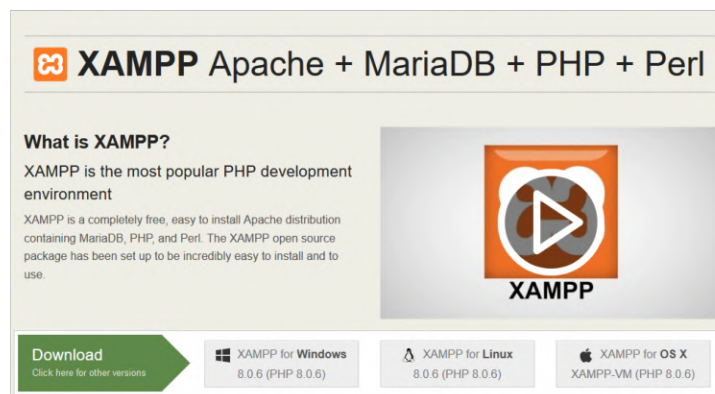 XAMPP Apache + MariaDB + PHP + Perl
What is XAMPP?
XAMPP is the most popular PHP development
environment
XAMPP is a completely free, easy to install Apache distribution
containing MariaDB, PHP, and Perl. The XAMPP open source
package has been set up to be incredibly easy to install and to
use.
XAMPP
Download
Click here for other versions
XAMPP for Windows
8.0.6 (PHP 8.0.6)
XAMPP for Linux
8.0.6 (PHP 8.0.6)
XAMPP for OS X
XAMPP-VM (PHP 8.0.6)